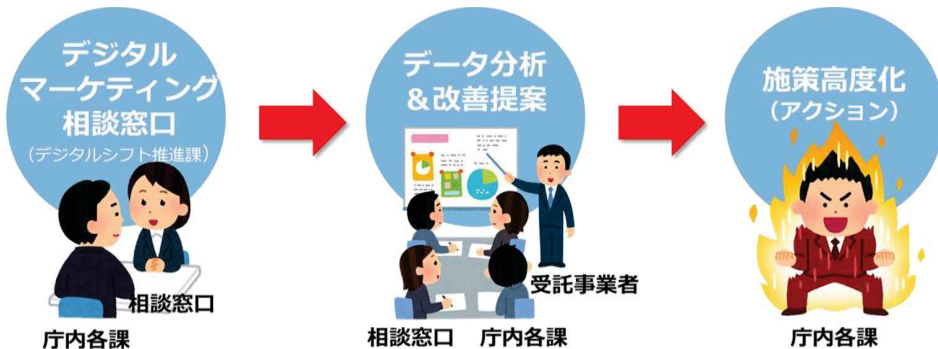 デジタル
マーケティング
相談窓口
(デジタルシフト推進課)
相談窓口
庁内各課
データ分析
&改善提案
受託事業者
相談窓口
庁内各課
施策高度化
(アクション)
庁内各課